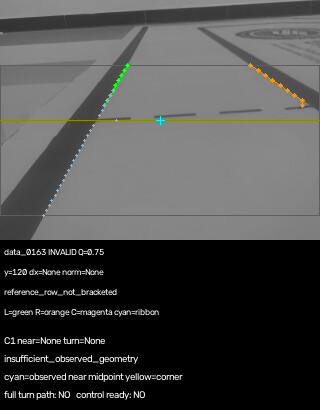 data_0163 INVALID Q=0.75
y=120 dx=None norm=None
reference_row_not_bracketed
L=green R=orange C=magenta cyan=ribbon
C1 near=None turn=None
insufficient_observed_geometry
cyan=observed near midpoint yellow=corner
full turn path: NO control ready: NO